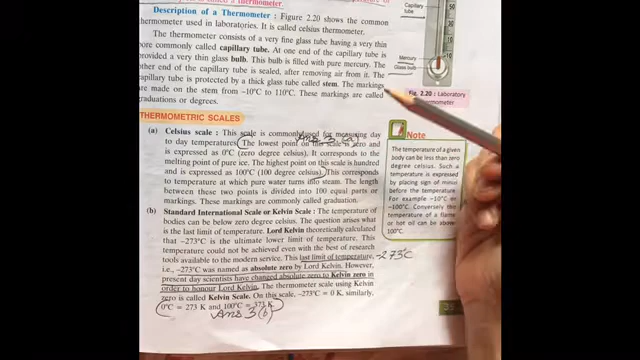 Description of a Thermometer : Figure 2.20 shows the common
thermometer used in laboratories. It is called celsius thermometer.
The thermometer consists of a very fine glass tube having a very thin
bore commonly called capillary tube. At one end of the capillary tube is
provided a very thin glass bulb. This bulb is filled with pure mercury. The
other end of the capillary tube is sealed, after removing air from it. The
capillary tube is protected by a thick glass tube called stem. The markings
are made on the stem from –10°C to 110°C. These markings are called
graduations or degrees.
Capillary
tube
50
30
10
10
Mercury
Glass bulb
Fig. 2.20: Laboratory
thermometer
THERMOMETRIC SCALES
(a) Celsius scale : This scale is commonly used for measuring day
to day temperatures. The lowest point on this scale is zero and
is expressed as 0°C (zero degree celsius). It corresponds to the
melting point of pure ice. The highest point on this scale is hundred
and is expressed as 100°C (100 degree celsius). This corresponds
to temperature at which pure water turns into steam. The length
between these two points is divided into 100 equal parts or
markings. These markings are commonly called graduation.
Ans 3 (a)
(b) Standard International Scale or Kelvin Scale : The temperature of
bodies can be below zero degree celsius. The question arises what
is the last limit of temperature. Lord Kelvin theoretically calculated
that –273°C is the ultimate lower limit of temperature. This
temperature could not be achieved even with the best of research
tools available to the modern service. This last limit of temperature,
i.e., –273°C was named as absolute zero by Lord Kelvin. However,
present day scientists have changed absolute zero to Kelvin zero in
order to honour Lord Kelvin. The thermometer scale using Kelvin
zero is called Kelvin Scale. On this scale, –273°C = 0 K, similarly,
0°C = 273 K and 100°C = 373 K.
-273°C
Ans 3 (b)
Note
The temperature of a given
body can be less than zero
degree celsius. Such a
temperature is expressed
by placing sign of minus
before the temperature
For example –10°C or
–100°C. Conversely the
temperature of a flame
or hot oil can be above
100°C.